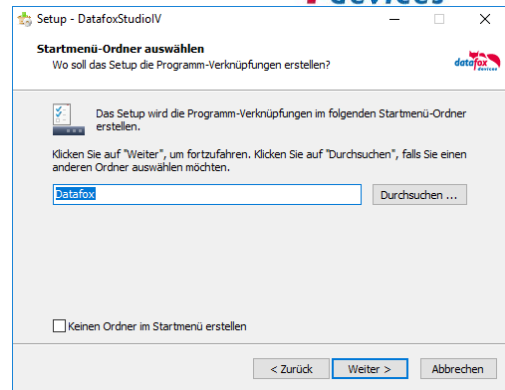 devices
Setup - DatafoxStudioIV
Startmenü-Ordner auswählen
Wo soll das Setup die Programm-Verknüpfungen erstellen?
datafox
devices
Das Setup wird die Programm-Verknüpfungen im folgenden Startmenü-Ordner
erstellen.
Klicken Sie auf "Weiter", um fortzufahren. Klicken Sie auf "Durchsuchen", falls Sie einen
anderen Ordner auswählen möchten.
Datafox
Durchsuchen ...
Keinen Ordner im Startmenü erstellen
< Zurück
Weiter >
Abbrechen